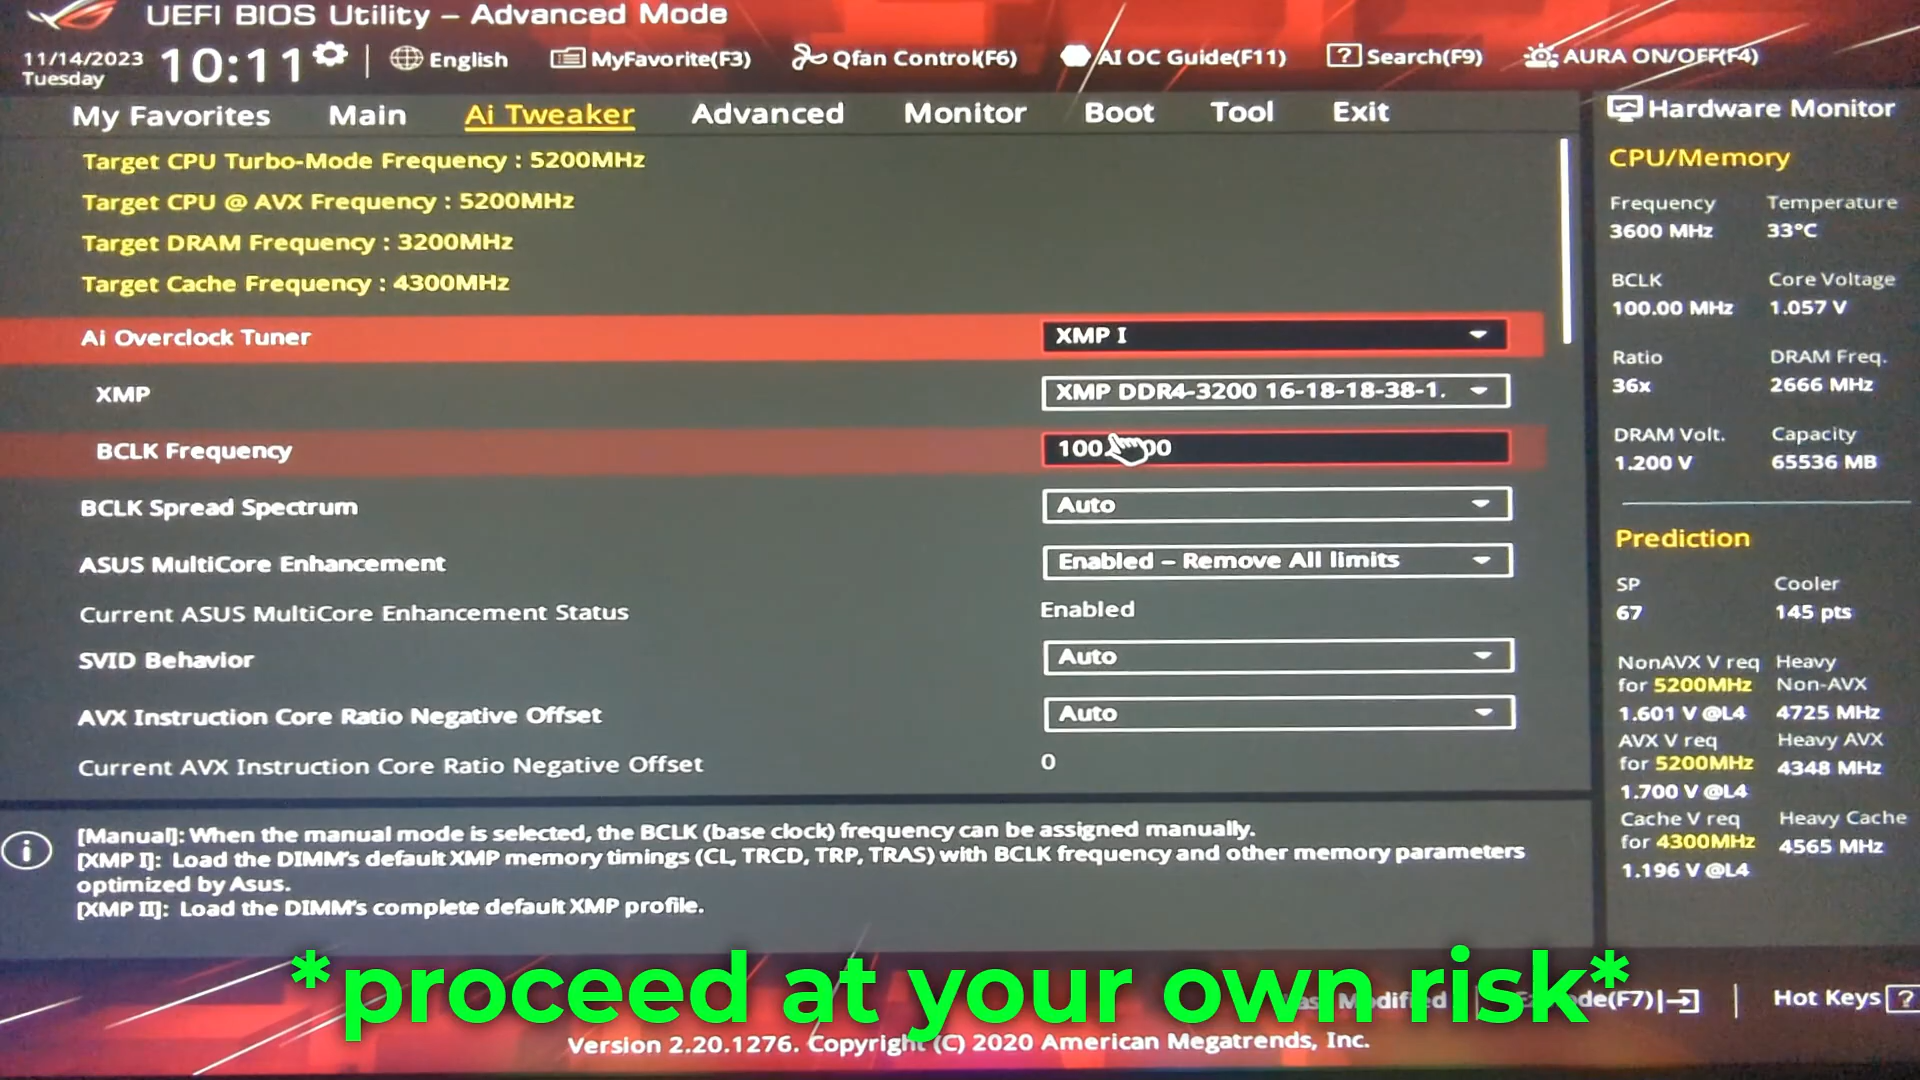 UEFI BIOS Utility – Advanced Mode
11/14/2023
Tuesday
10:11
English
MyFavorite(F3)
Qfan Control(F6)
AI OC Guide(F11)
Search(F9)
AURA ON/OFF(F4)
My Favorites
Main
Ai Tweaker
Advanced
Monitor
Boot
Tool
Exit
Target CPU Turbo-Mode Frequency : 5200MHz
Target CPU @ AVX Frequency : 5200MHz
Target DRAM Frequency : 3200MHz
Target Cache Frequency : 4300MHz
Ai Overclock Tuner
XMP I
XMP
XMP DDR4-3200 16-18-18-38-1.
BCLK Frequency
BCLK Spread Spectrum
Auto
ASUS MultiCore Enhancement
Enabled – Remove All limits
Current ASUS MultiCore Enhancement Status
Enabled
SVID Behavior
Auto
AVX Instruction Core Ratio Negative Offset
Auto
Current AVX Instruction Core Ratio Negative Offset
0
[Manual]: When the manual mode is selected, the BCLK (base clock) frequency can be assigned manually.
[XMP I]: Load the DIMM's default XMP memory timings (CL, TRCD, TRP, TRAS) with BCLK frequency and other memory parameters
optimized by Asus.
[XMP II]: Load the DIMM's complete default XMP profile.
Hardware Monitor
CPU/Memory
Frequency Temperature
3600 MHz 33°C
BCLK Core Voltage
100.00 MHz 1.057 V
Ratio DRAM Freq.
36x 2666 MHz
DRAM Volt. Capacity
1.200 V 65536 MB
Prediction
SP Cooler
67 145 pts
NonAVX V req Heavy
for 5200MHz Non-AVX
1.601 V @L4 4725 MHz
AVX V req Heavy AVX
for 5200MHz 4348 MHz
1.700 V @L4
Cache V req Heavy Cache
for 4300MHz 4565 MHz
1.196 V @L4
*proceed at your own risk*
Modified
(F7)
Hot Keys ?
Version 2.20.1276. Copyright (C) 2020 American Megatrends, Inc.